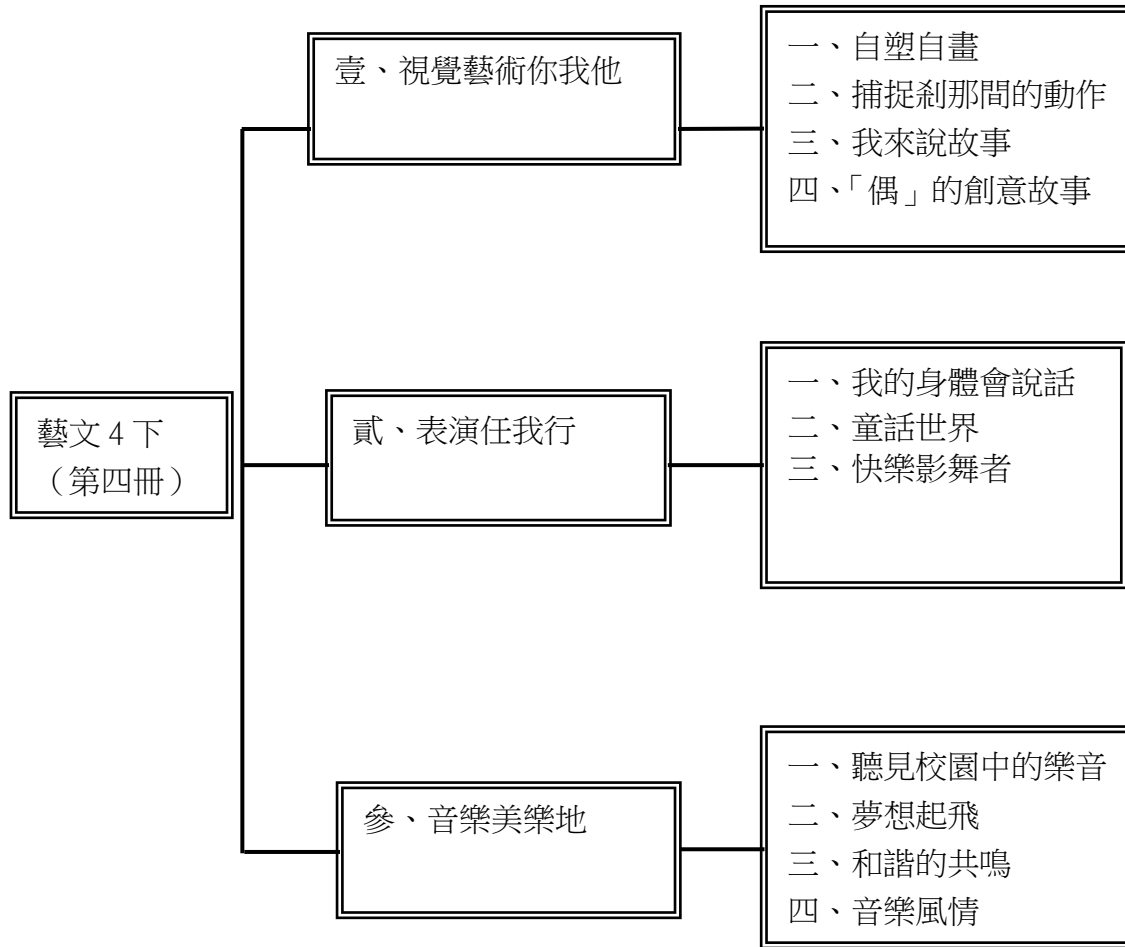 藝文 4 下
（第四冊）
壹、視覺藝術你我他
一、自塑自畫
二、捕捉剎那間的動作
三、我來說故事
四、「偶」的創意故事
貳、表演任我行
一、我的身體會說話
二、童話世界
三、快樂影舞者
參、音樂美樂地
一、聽見校園中的樂音
二、夢想起飛
三、和諧的共鳴
四、音樂風情